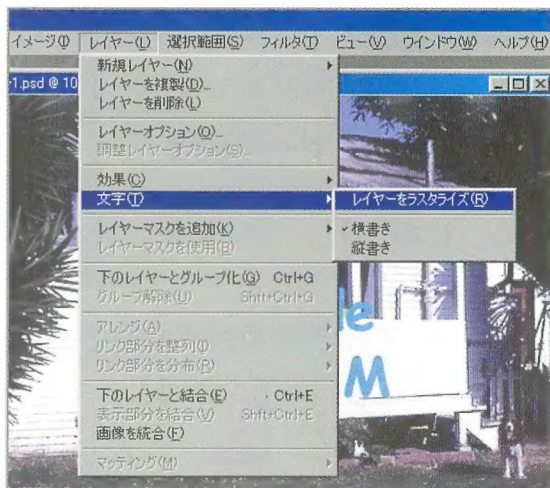 イメージ(I) レイヤー(L) 選択範囲(S) フィルタ(T) ビュー(V) ウインドウ(W) ヘルプ(H)
-1.psd @ 10
新規レイヤー(N)
レイヤーを複製(D)...
レイヤーを削除(L)
レイヤーオプション(O)...
調整レイヤーオプション(S)...
効果(C)
文字(T)
レイヤーをラスタライズ(R)
横書き
縦書き
レイヤーマスクを追加(K)
レイヤーマスクを使用(B)
下のレイヤーとグループ化(G) Ctrl+G
グループ解除(U) Shft+Ctrl+G
アレンジ(A)
リンク部分を整列(I)
リンク部分を分布(R)
下のレイヤーと結合(E) Ctrl+E
表示部分を結合(V) Shft+Ctrl+E
画像を統合(F)
マッティング(M)
le
M